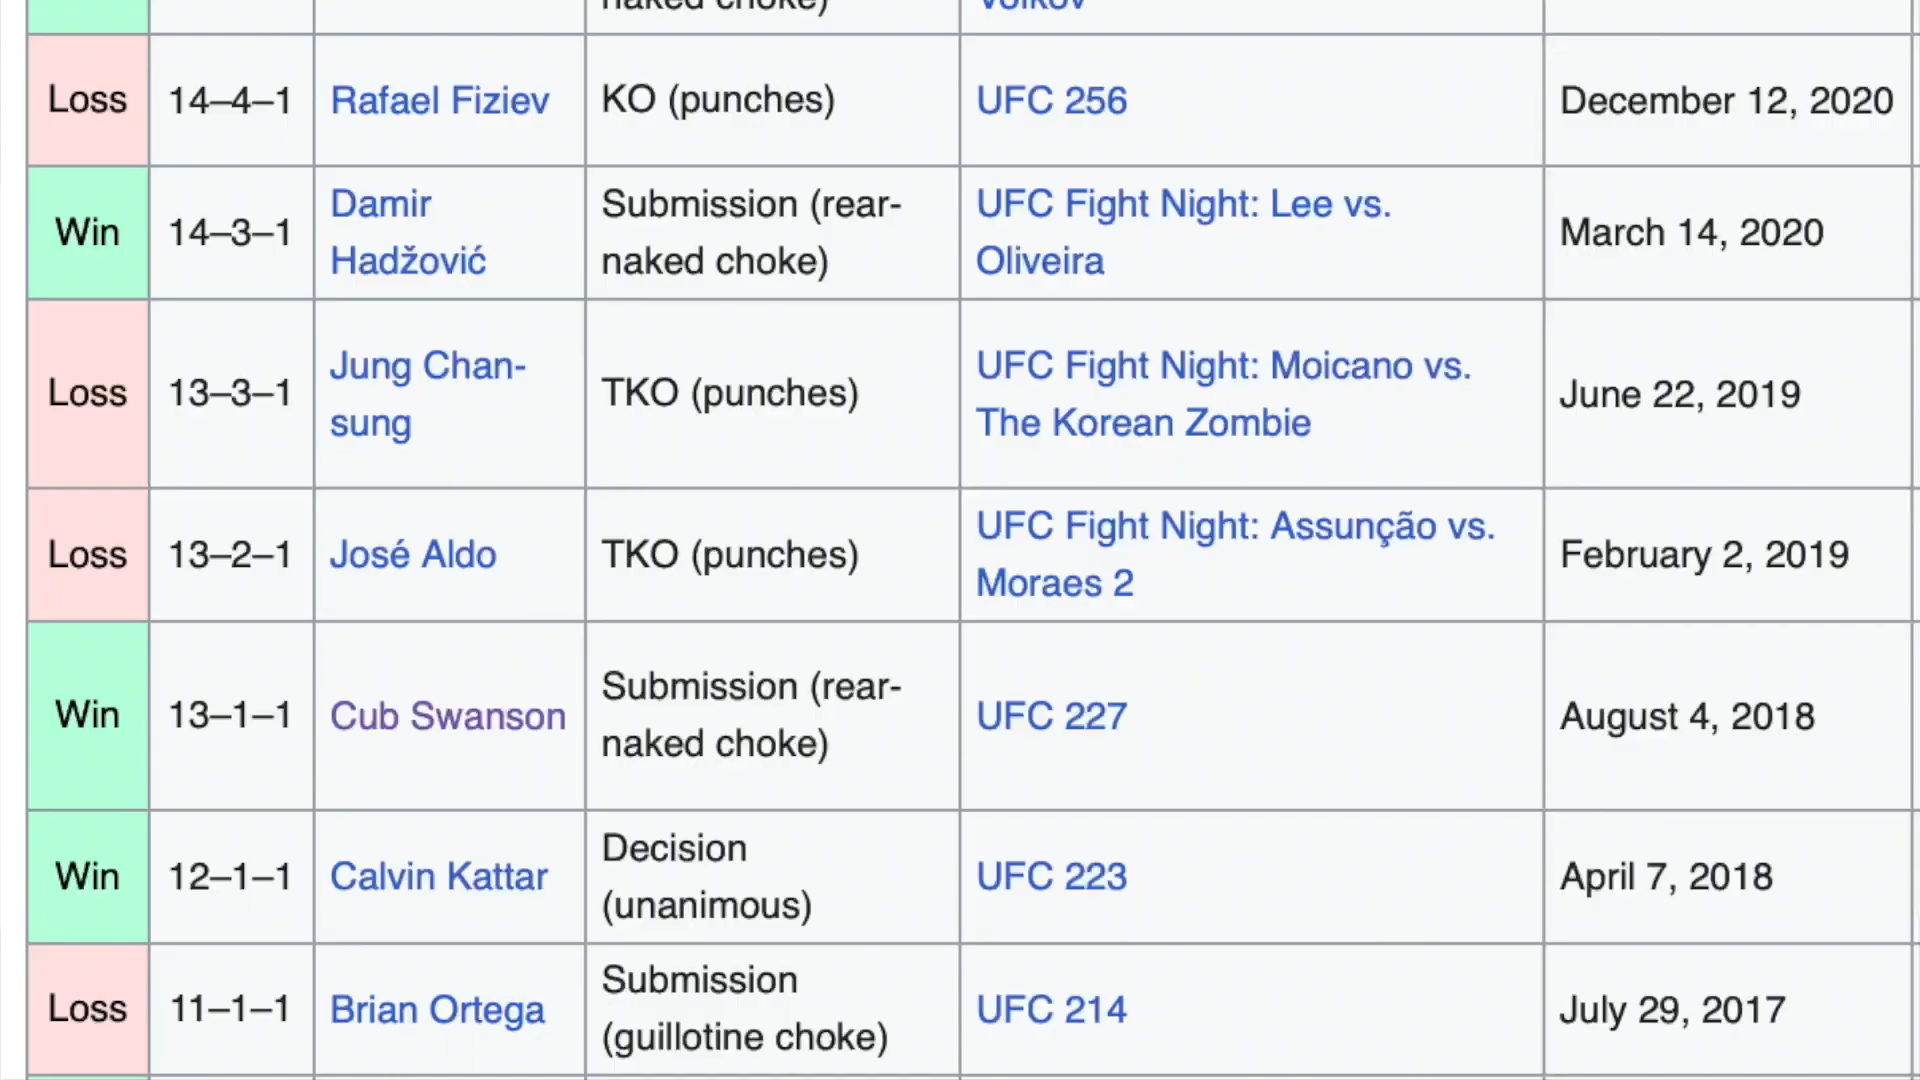 naked choke)
Volkov
Loss
14–4–1
Rafael Fiziev
KO (punches)
UFC 256
December 12, 2020
Win
14–3–1
Damir
Hadžović
Submission (rear-
naked choke)
UFC Fight Night: Lee vs.
Oliveira
March 14, 2020
Loss
13–3–1
Jung Chan-
sung
TKO (punches)
UFC Fight Night: Moicano vs.
The Korean Zombie
June 22, 2019
Loss
13–2–1
José Aldo
TKO (punches)
UFC Fight Night: Assunção vs.
Moraes 2
February 2, 2019
Win
13–1–1
Cub Swanson
Submission (rear-
naked choke)
UFC 227
August 4, 2018
Win
12–1–1
Calvin Kattar
Decision
(unanimous)
UFC 223
April 7, 2018
Loss
11–1–1
Brian Ortega
Submission
(guillotine choke)
UFC 214
July 29, 2017